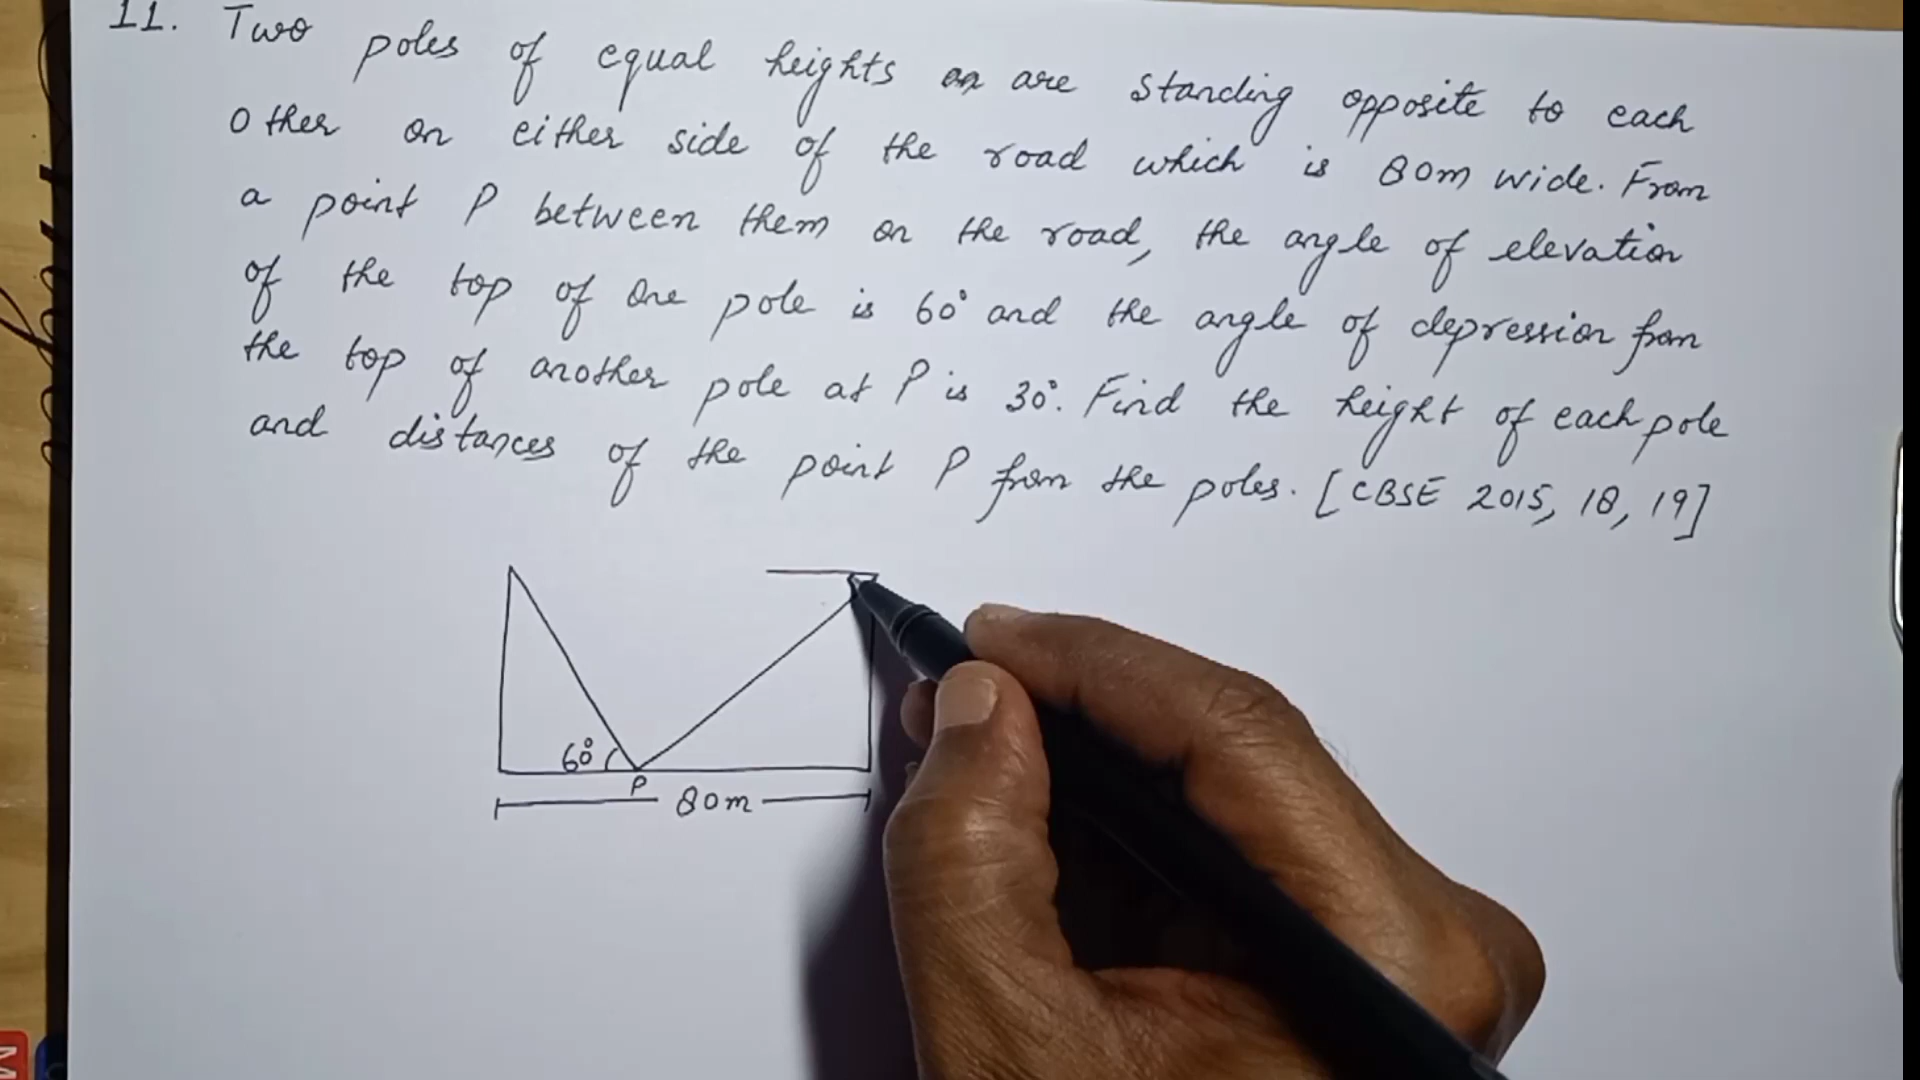 11. Two poles of equal heights are standing opposite to each
other on either side of the road which is 80m wide. From
a point P between them on the road, the angle of elevation
of the top of one pole is 60° and the angle of depression from
the top of another pole at P is 30°. Find the height of each pole
and distances of the point P from the poles. [CBSE 2015, 18, 19]
60°
P
80m
M